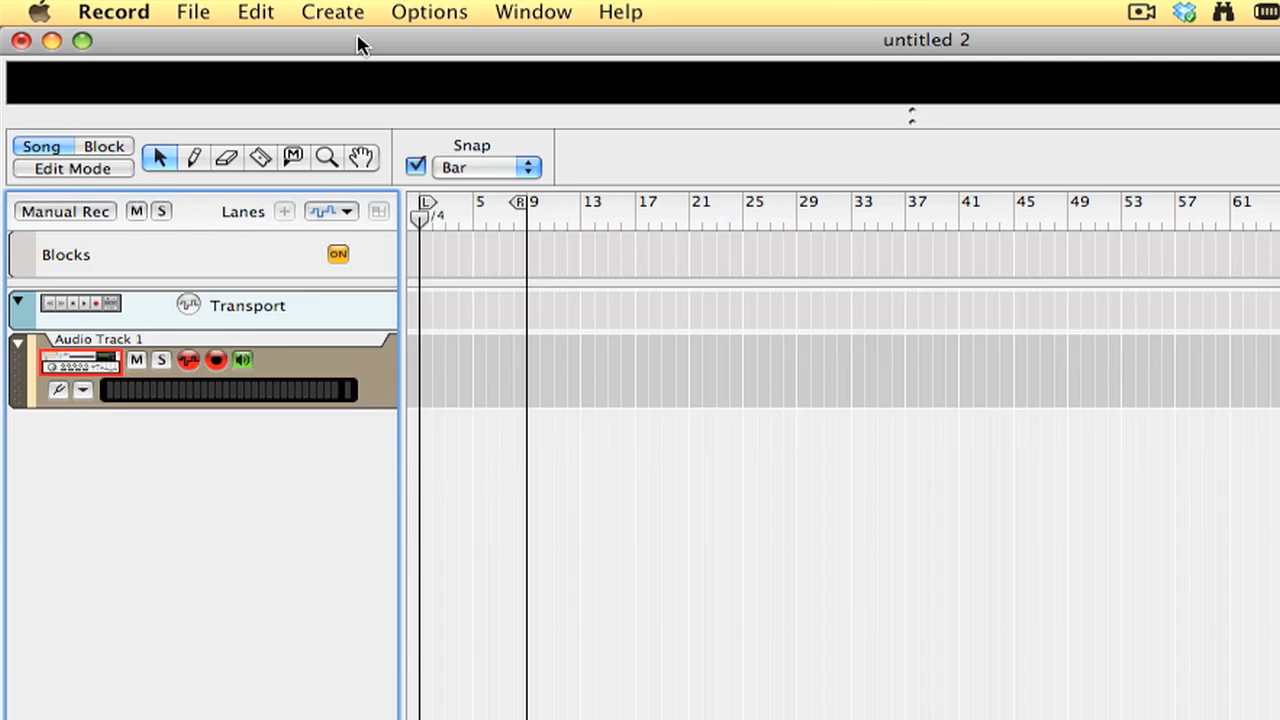 Record File Edit Create Options Window Help
untitled 2
Song Block
Edit Mode
M
Snap
Bar
Manual Rec M S Lanes
L /4 5 R 9 13 17 21 25 29 33 37 41 45 49 53 57 61
Blocks ON
Transport
Audio Track 1
M S